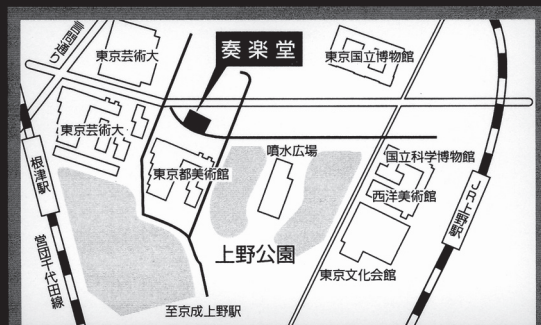 言問通り
東京芸術大
奏楽堂
東京国立博物館
東京芸術大
根津駅
東京都美術館
噴水広場
国立科学博物館
西洋美術館
JR上野駅
営団千代田線
上野公園
東京文化会館
至京成上野駅